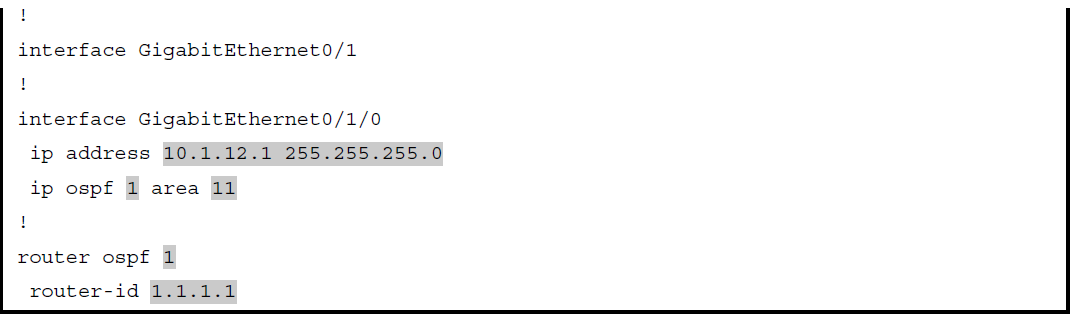 !
interface GigabitEthernet0/1
!
interface GigabitEthernet0/1/0
ip address 10.1.12.1 255.255.255.0
ip ospf 1 area 11
!
router ospf 1
router-id 1.1.1.1